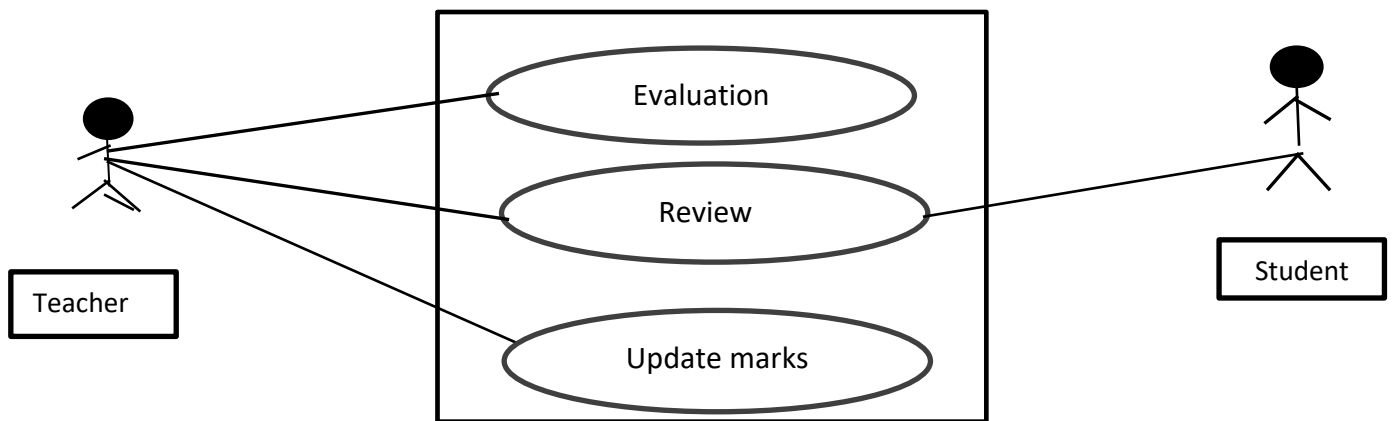 Evaluation
Review
Student
Teacher
Update marks